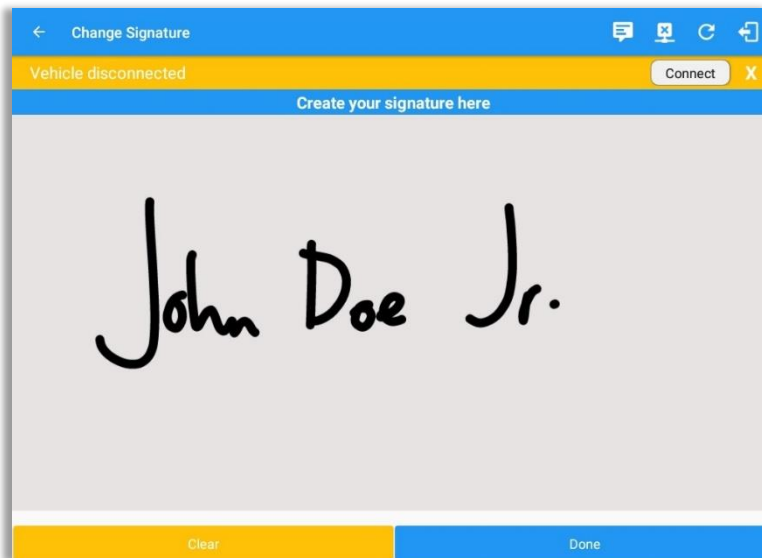 Change Signature
Vehicle disconnected Connect X
Create your signature here
John Doe Jr.
Clear Done